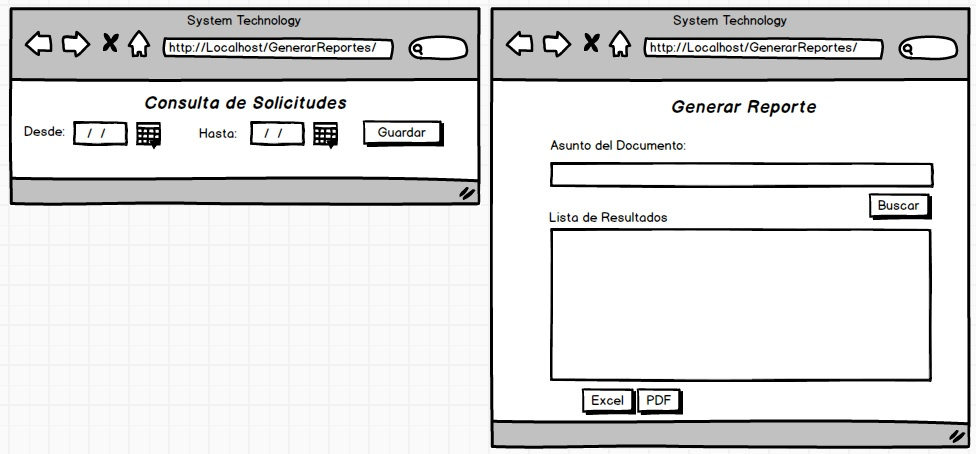 System Technology
http://Localhost/GenerarReportes/
Consulta de Solicitudes
Desde: / / Hasta: / / Guardar
System Technology
http://Localhost/GenerarReportes/
Generar Reporte
Asunto del Documento:
Buscar
Lista de Resultados
Excel PDF